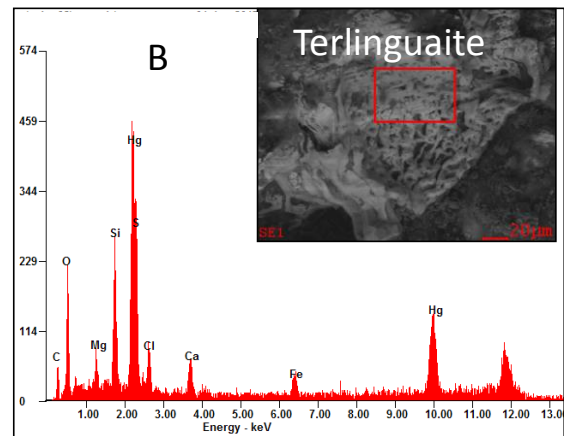 574
459
344
229
114
0
B
Terlinguaite
SE1
20µm
C
O
Mg
Si
Hg
S
Cl
Ca
Fe
Hg
1.00 2.00 3.00 4.00 5.00 6.00 7.00 8.00 9.00 10.00 11.00 12.00 13.0
Energy - keV